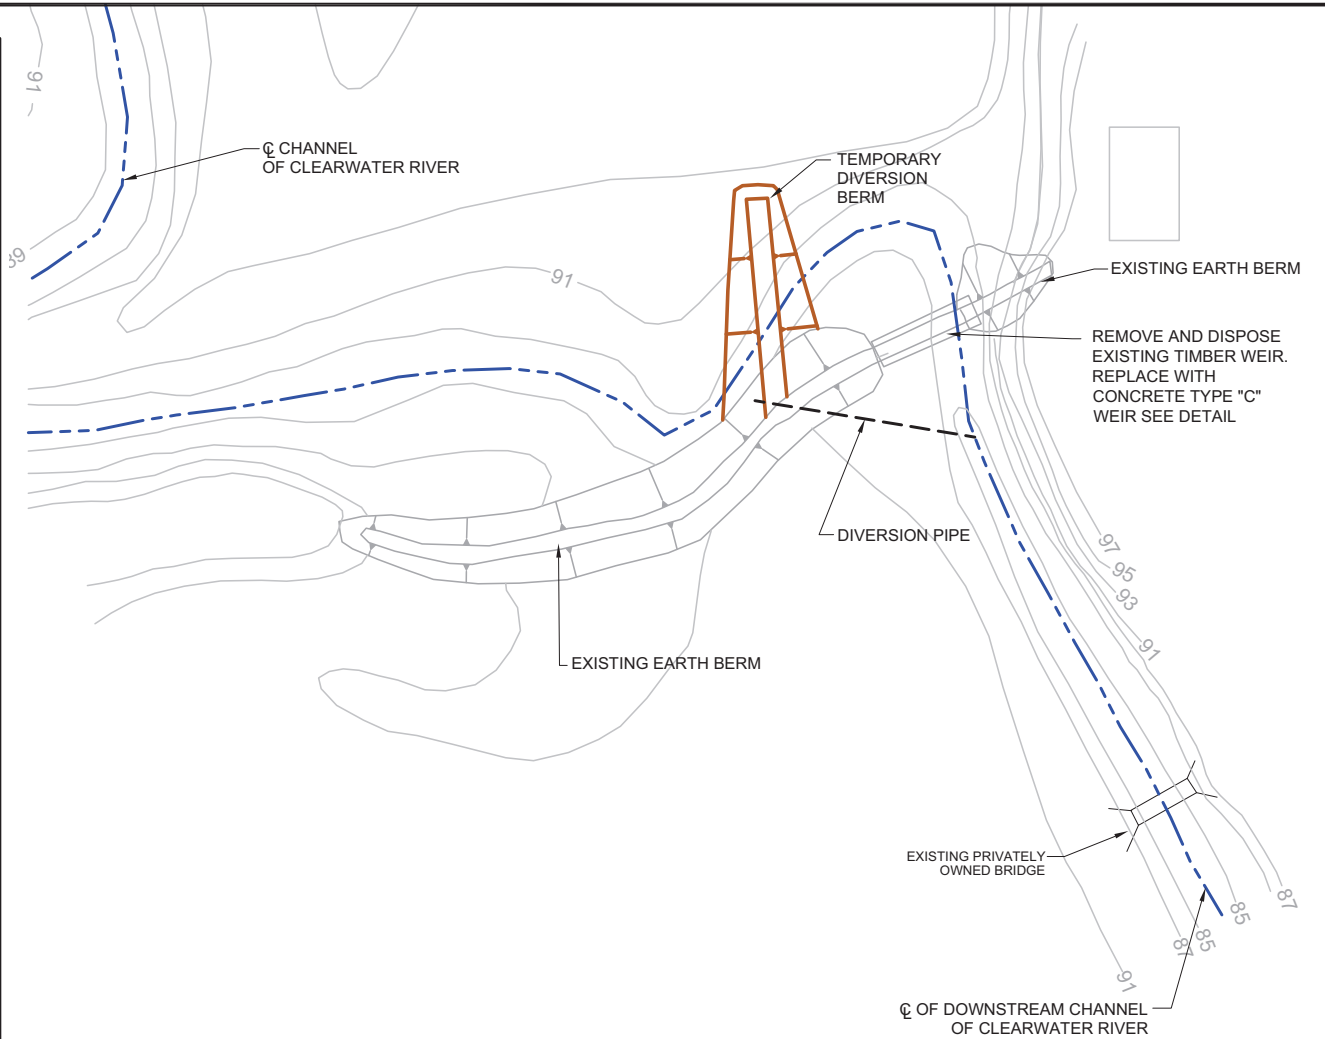 91
℄ CHANNEL
OF CLEARWATER RIVER
TEMPORARY
DIVERSION
BERM
89
91
EXISTING EARTH BERM
REMOVE AND DISPOSE
EXISTING TIMBER WEIR.
REPLACE WITH
CONCRETE TYPE "C"
WEIR SEE DETAIL
DIVERSION PIPE
97
95
93
91
EXISTING EARTH BERM
EXISTING PRIVATELY
OWNED BRIDGE
87
85
85
87
91
℄ OF DOWNSTREAM CHANNEL
OF CLEARWATER RIVER